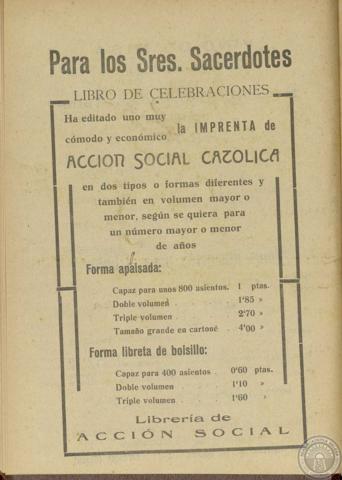 Para los Sres. Sacerdotes
LIBRO DE CELEBRACIONES
Ha editado uno muy
cómodo y económico la IMPRENTA de
ACCION SOCIAL CATOLICA
en dos tipos o formas diferentes y
también en volumen mayor o
menor, según se quiera para
un número mayor o menor
de años
Forma apaisada:
Capaz para unos 800 asientos. 1 ptas.
Doble volumen . 1'85 »
Triple volumen . 2'70 »
Tamaño grande en cartoné . 4'00 »
Forma libreta de bolsillo:
Capaz para 400 asientos . 0'60 ptas.
Doble volumen . 1'10 »
Triple volumen . 1'60 »
Librería de
ACCIÓN SOCIAL